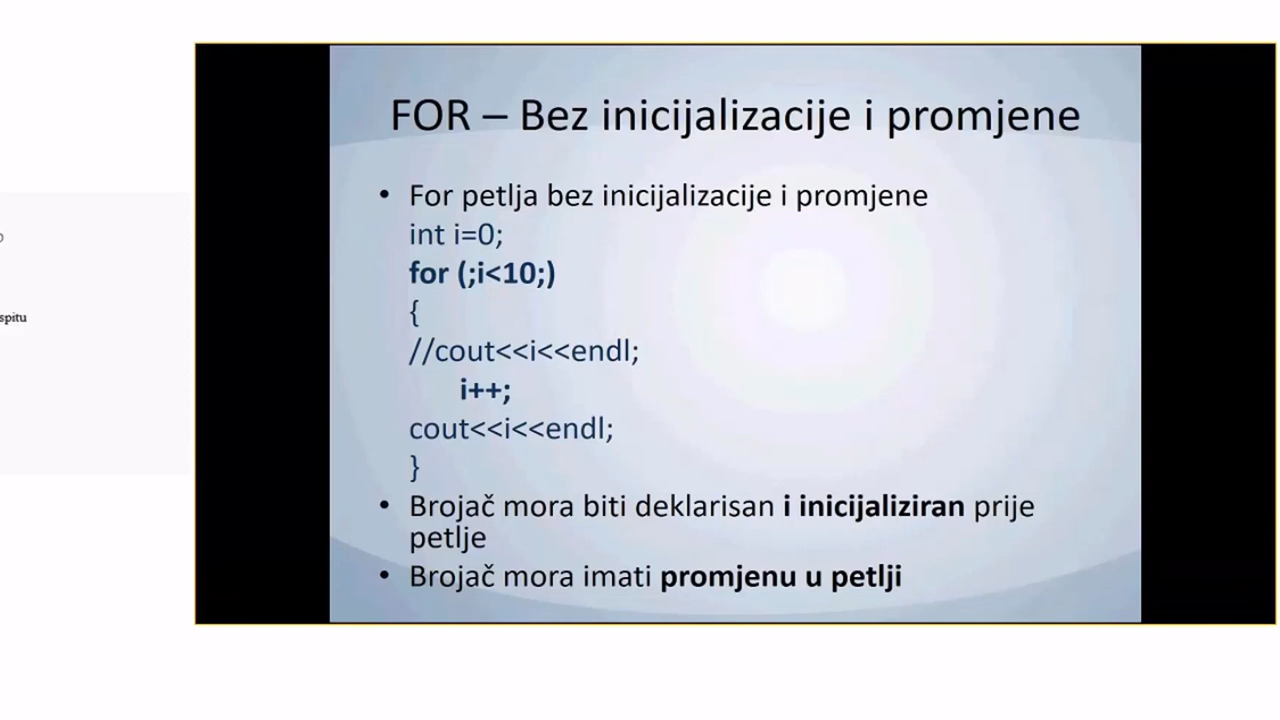 FOR – Bez inicijalizacije i promjene
• For petlja bez inicijalizacije i promjene
int i=0;
for (;i<10;)
{
//cout<<i<<endl;
i++;
cout<<i<<endl;
}
• Brojač mora biti deklarisan i inicijaliziran prije
petlje
• Brojač mora imati promjenu u petlji
spitu